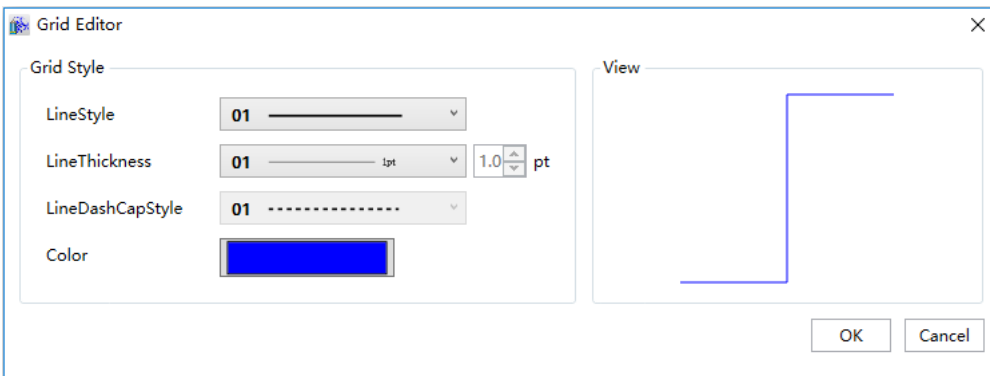 Grid Editor
Grid Style
LineStyle
01
LineThickness
01 1pt
1.0 pt
LineDashCapStyle
01
Color
View
OK
Cancel